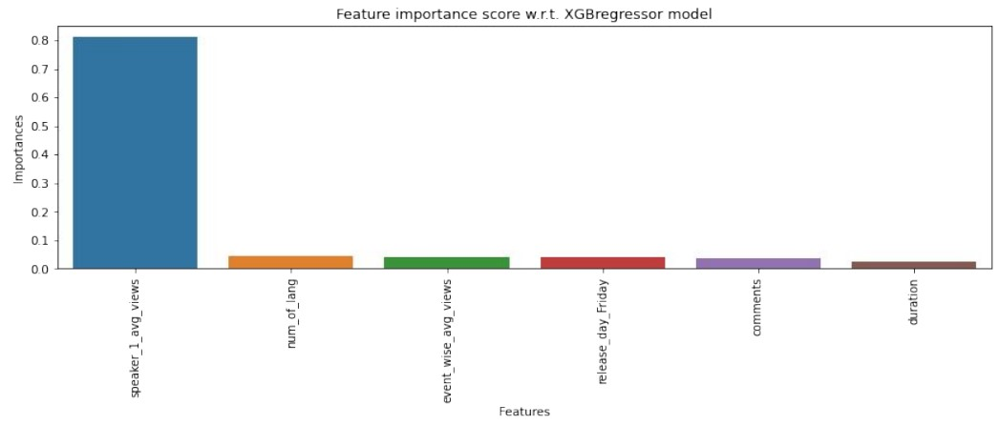 Feature importance score w.r.t. XGBregressor model
Importances
0.8
0.7
0.6
0.5
0.4
0.3
0.2
0.1
0.0
speaker_1_avg_views
num_of_lang
event_wise_avg_views
release_day_Friday
comments
duration
Features